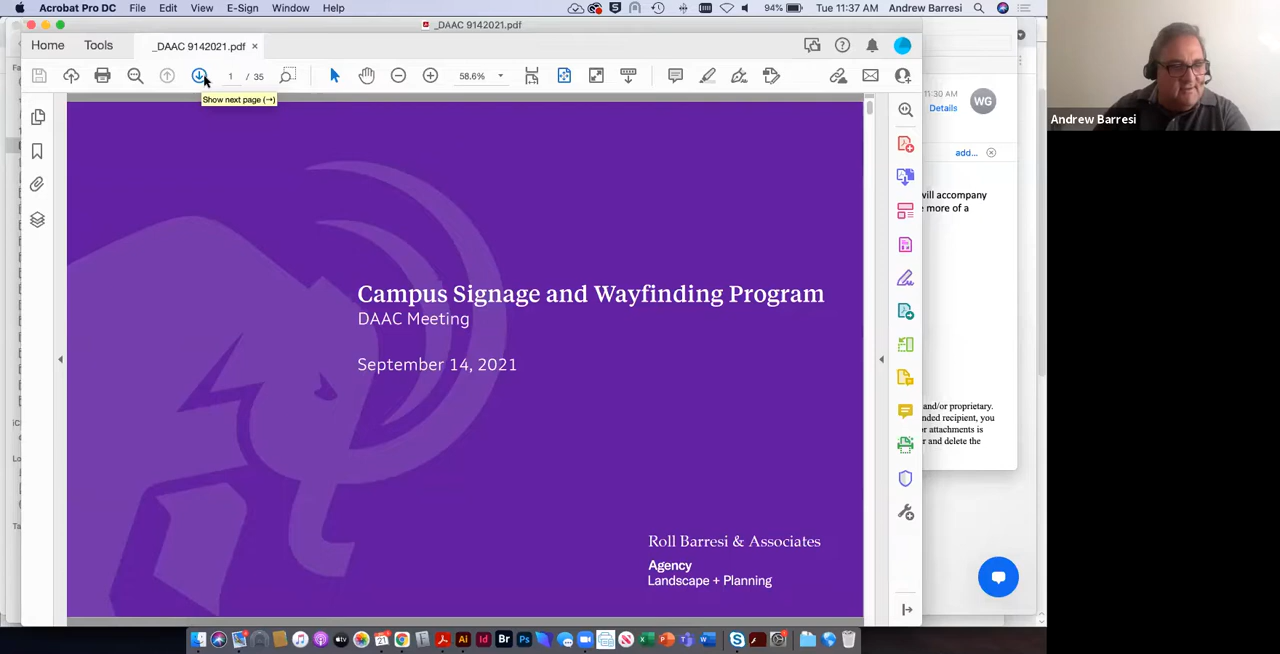 Acrobat Pro DC File Edit View E-Sign Window Help
94% Tue 11:37 AM Andrew Barresi
_DAAC 9142021.pdf
Home Tools _DAAC 9142021.pdf ×
1 / 35 58.6%
Show next page (→)
11:30 AM
Details
WG
Andrew Barresi
add...
will accompany
more of a
Campus Signage and Wayfinding Program
DAAC Meeting
September 14, 2021
and/or proprietary.
nded recipient, you
r attachments is
r and delete the
Roll Barresi & Associates
Agency
Landscape + Planning